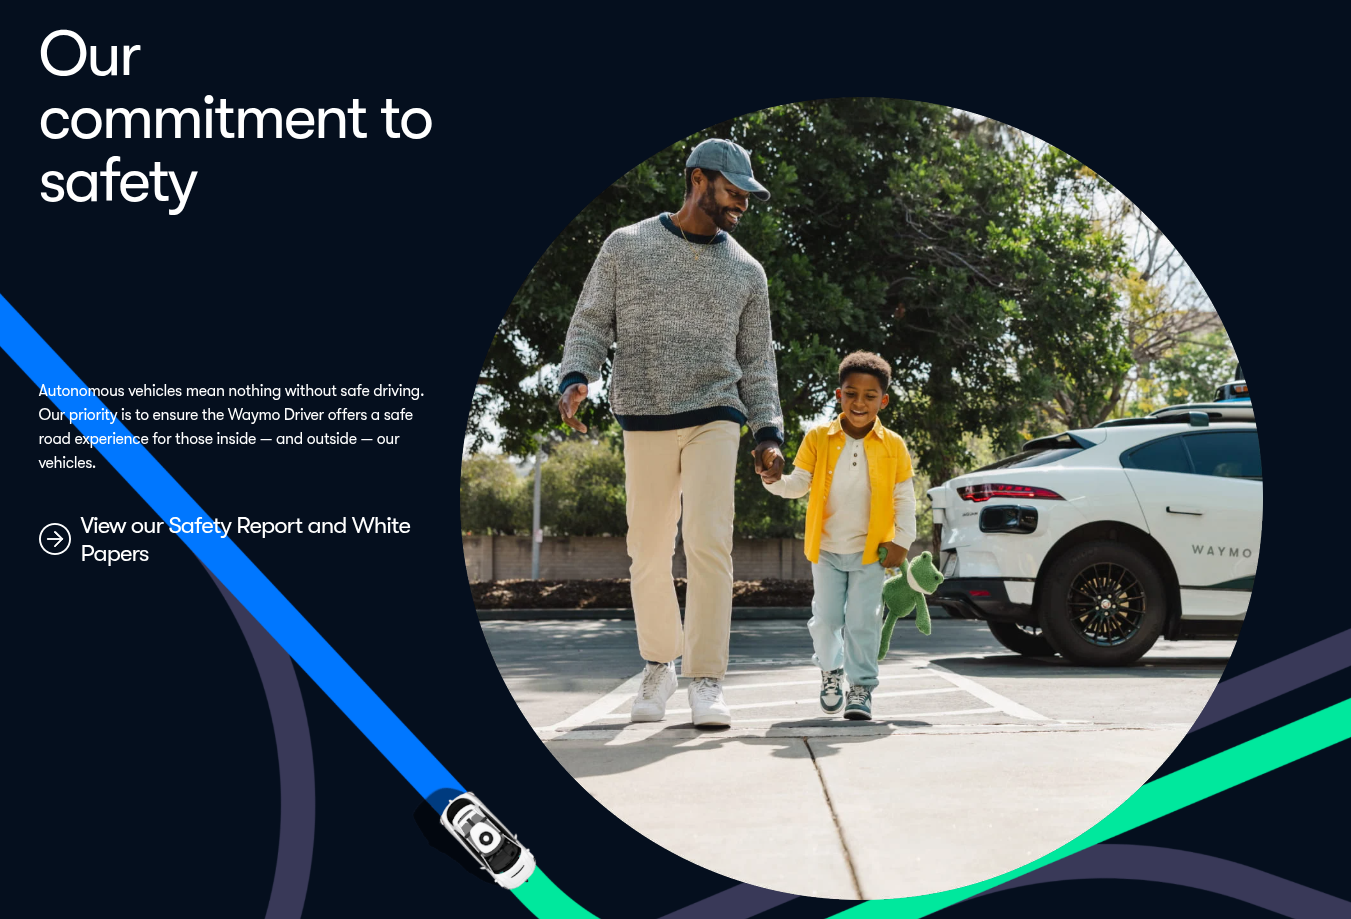 Our
commitment to
safety
Autonomous vehicles mean nothing without safe driving.
Our priority is to ensure the Waymo Driver offers a safe
road experience for those inside — and outside — our
vehicles.
View our Safety Report and White
Papers
WAYMO